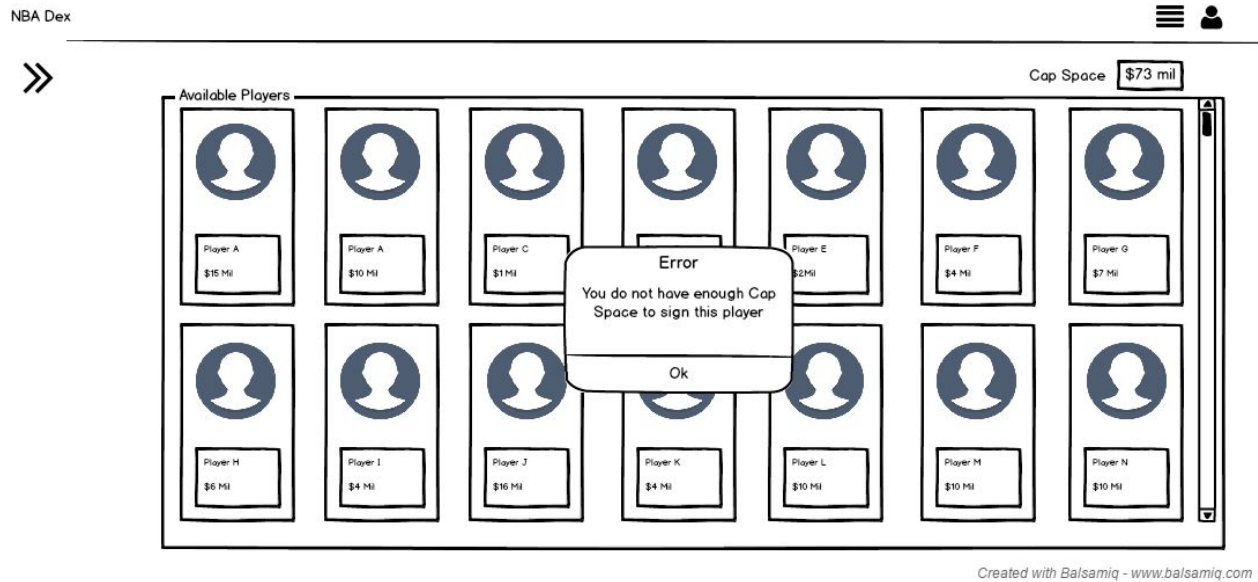 NBA Dex
Cap Space $73 mil
Available Players
Player A
$15 Mil
Player A
$10 Mil
Player C
$1 Mil
Player E
$2Mil
Player F
$4 Mil
Player G
$7 Mil
Error
You do not have enough Cap
Space to sign this player
Ok
Player H
$6 Mil
Player I
$4 Mil
Player J
$16 Mil
Player K
$4 Mil
Player L
$10 Mil
Player M
$10 Mil
Player N
$10 Mil
Created with Balsamiq - www.balsamiq.com